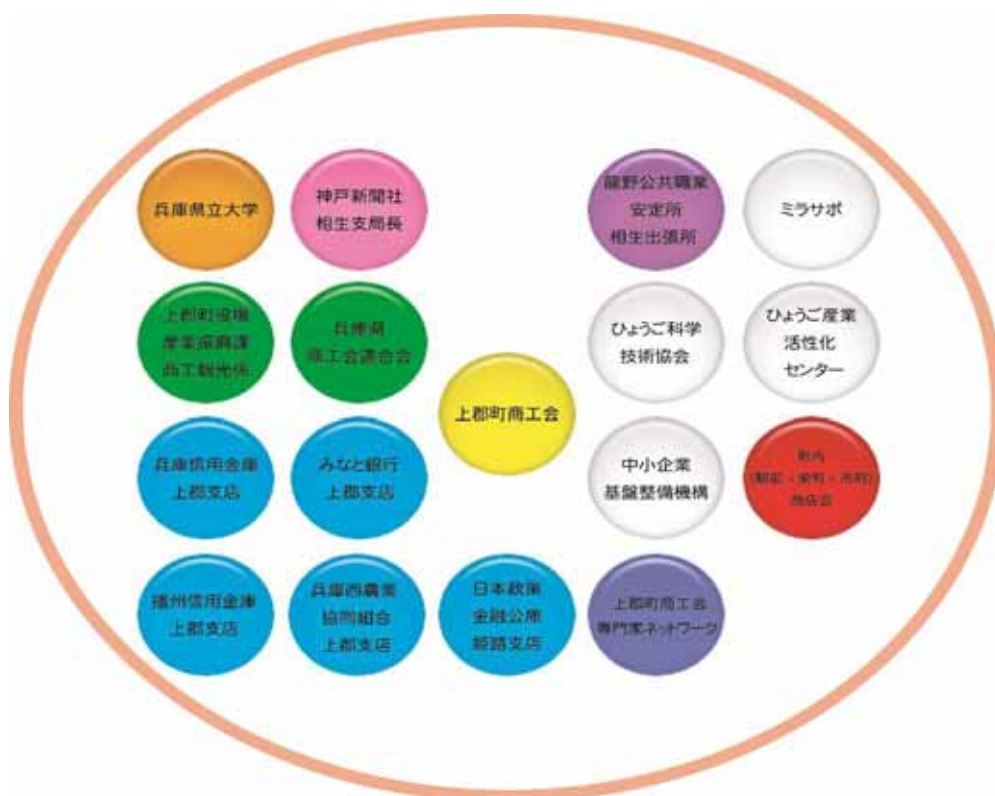 兵庫県立大学
神戸新聞社
相生支局長
龍野公共職業
安定所
相生出張所
ミラサポ
上郡町役場
産業振興課
商工観光係
兵庫県
商工会連合会
ひょうご科学
技術協会
ひょうご産業
活性化
センター
上郡町商工会
兵庫信用金庫
上郡支店
みなと銀行
上郡支店
中小企業
基盤整備機構
町内
商店会
播州信用金庫
上郡支店
兵庫西農業
協同組合
上郡支店
日本政策
金融公庫
姫路支店
上郡町商工会
専門家ネットワーク